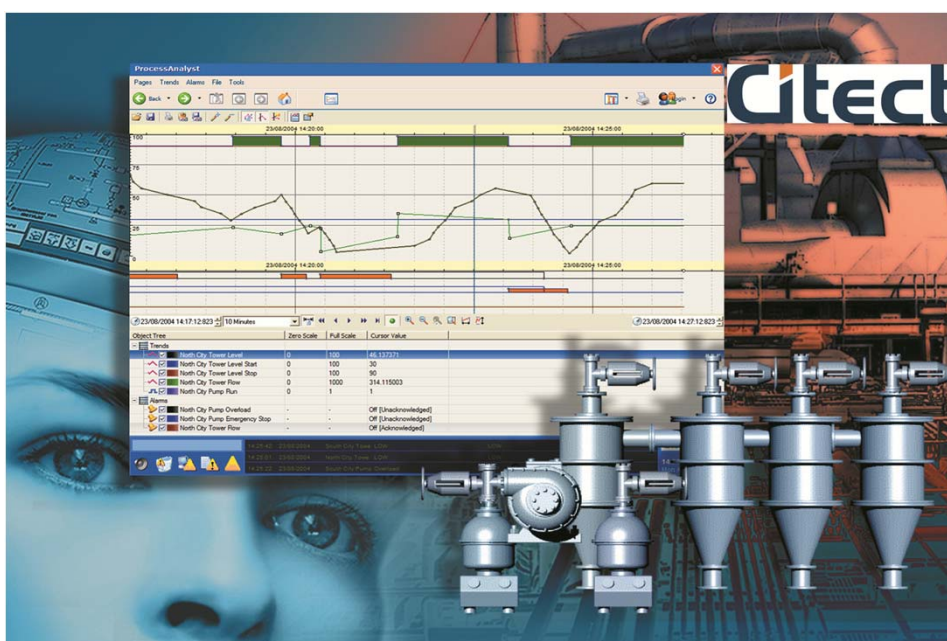 ProcessAnalyst
Pages Trends Alarms File Tools
Back
Citect
23/08/2004 14:20:00 23/08/2004 14:25:00
100
75
50
25
0
23/08/2004 14:20:00 23/08/2004 14:25:00
23/08/2004 14:17:12:823 10 Minutes 23/08/2004 14:27:12:823
Object Tree Zero Scale Full Scale Cursor Value
Trends
North City Tower Level 0 100 46.137371
North City Tower Level Start 0 100 30
North City Tower Level Stop 0 100 90
North City Tower Flow 0 1000 314.115003
North City Pump Run 0 1 1
Alarms
North City Pump Overload - - Off [Unacknowledged]
North City Pump Emergency Stop - - Off [Unacknowledged]
North City Tower Flow - - Off [Acknowledged]